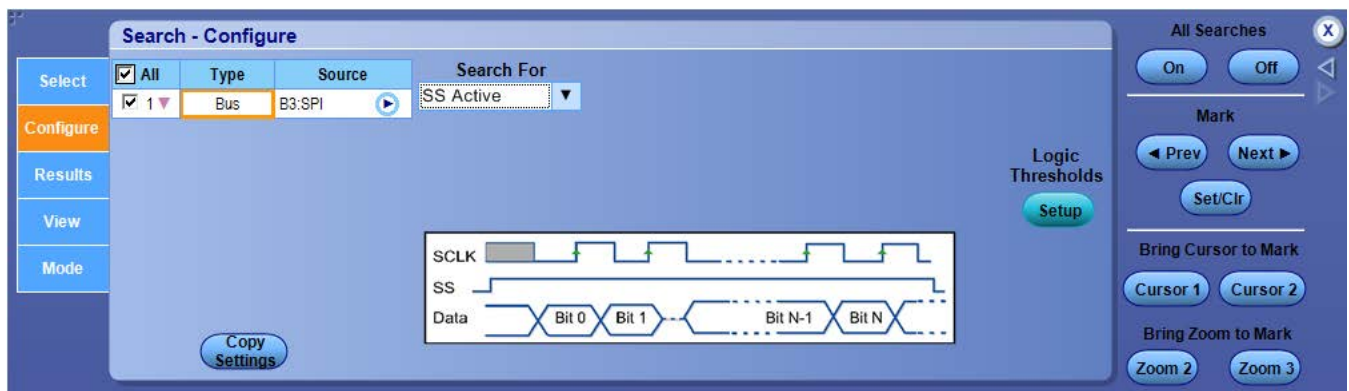 Search - Configure
Select
Configure
Results
View
Mode
All Type Source
1 Bus B3:SPI
Search For
SS Active
Logic
Thresholds
Setup
SCLK
SS
Data Bit 0 Bit 1 Bit N-1 Bit N
Copy
Settings
All Searches
X
On Off
Mark
◄ Prev Next ►
Set/Clr
Bring Cursor to Mark
Cursor 1 Cursor 2
Bring Zoom to Mark
Zoom 2 Zoom 3